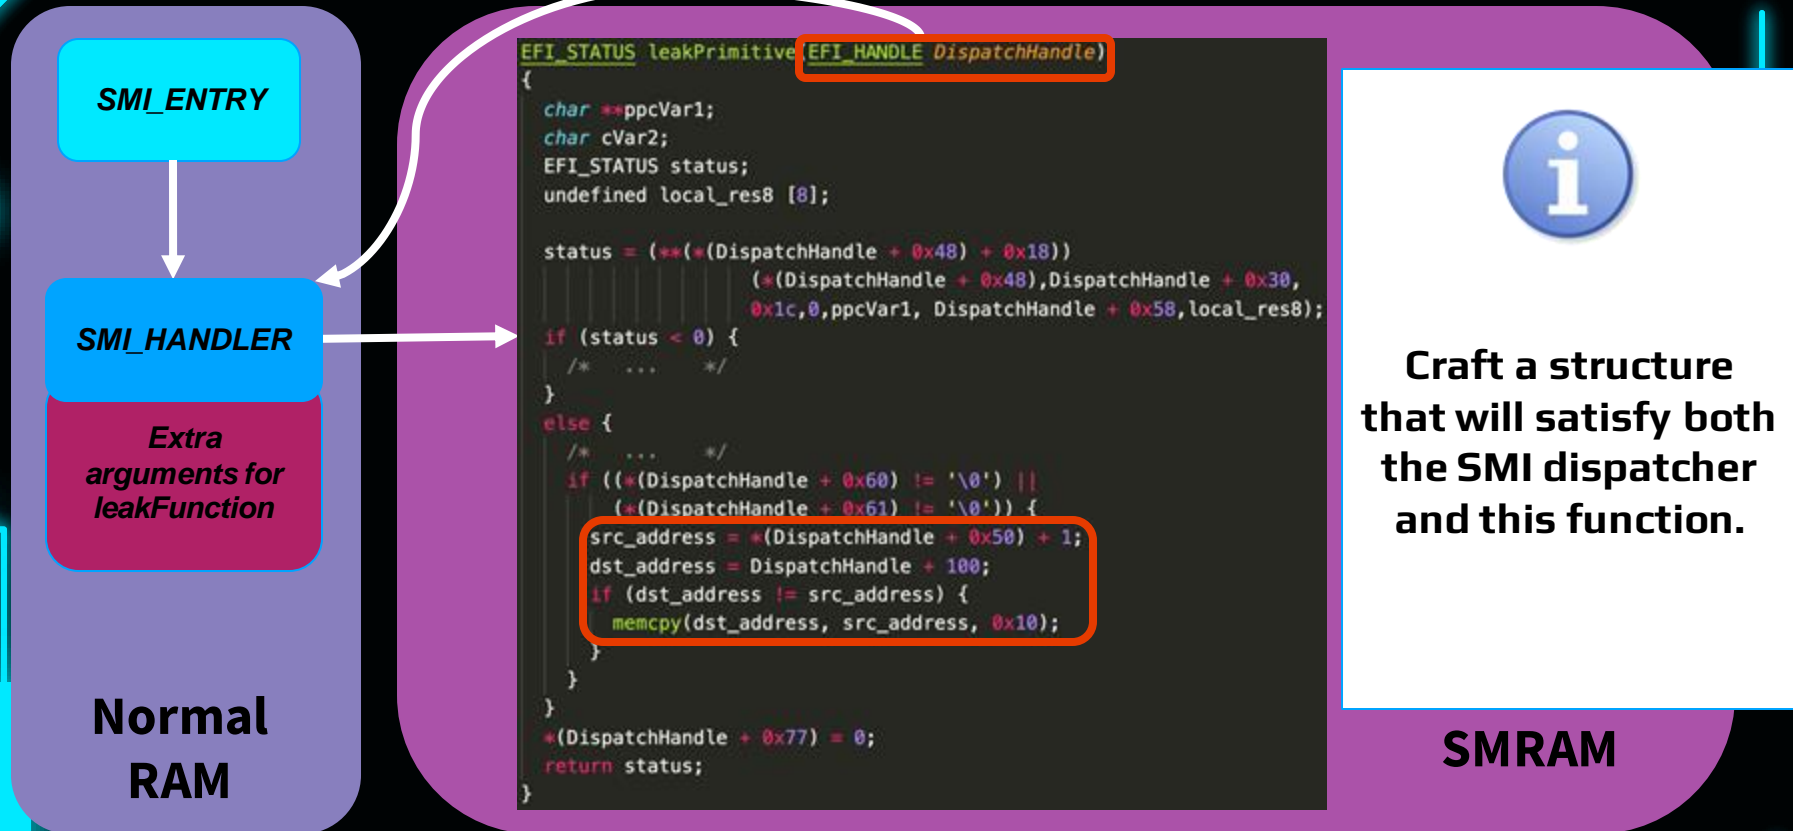 SMI_ENTRY
SMI_HANDLER
Extra
arguments for
leakFunction
Normal
RAM
EFI_STATUS leakPrimitive(EFI_HANDLE DispatchHandle)
{
char **ppcVar1;
char cVar2;
EFI_STATUS status;
undefined local_res8 [8];
status = (**(*(DispatchHandle + 0x48) + 0x18))
(*(DispatchHandle + 0x48),DispatchHandle + 0x30,
0x1c,0,ppcVar1, DispatchHandle + 0x58,local_res8);
if (status < 0) {
/* ... */
}
else {
/* ... */
if ((*(DispatchHandle + 0x60) != '\0') ||
(*(DispatchHandle + 0x61) != '\0')) {
src_address = *(DispatchHandle + 0x50) + 1;
dst_address = DispatchHandle + 100;
if (dst_address != src_address) {
memcpy(dst_address, src_address, 0x10);
}
}
}
*(DispatchHandle + 0x77) = 0;
return status;
}
i
Craft a structure
that will satisfy both
the SMI dispatcher
and this function.
SMRAM